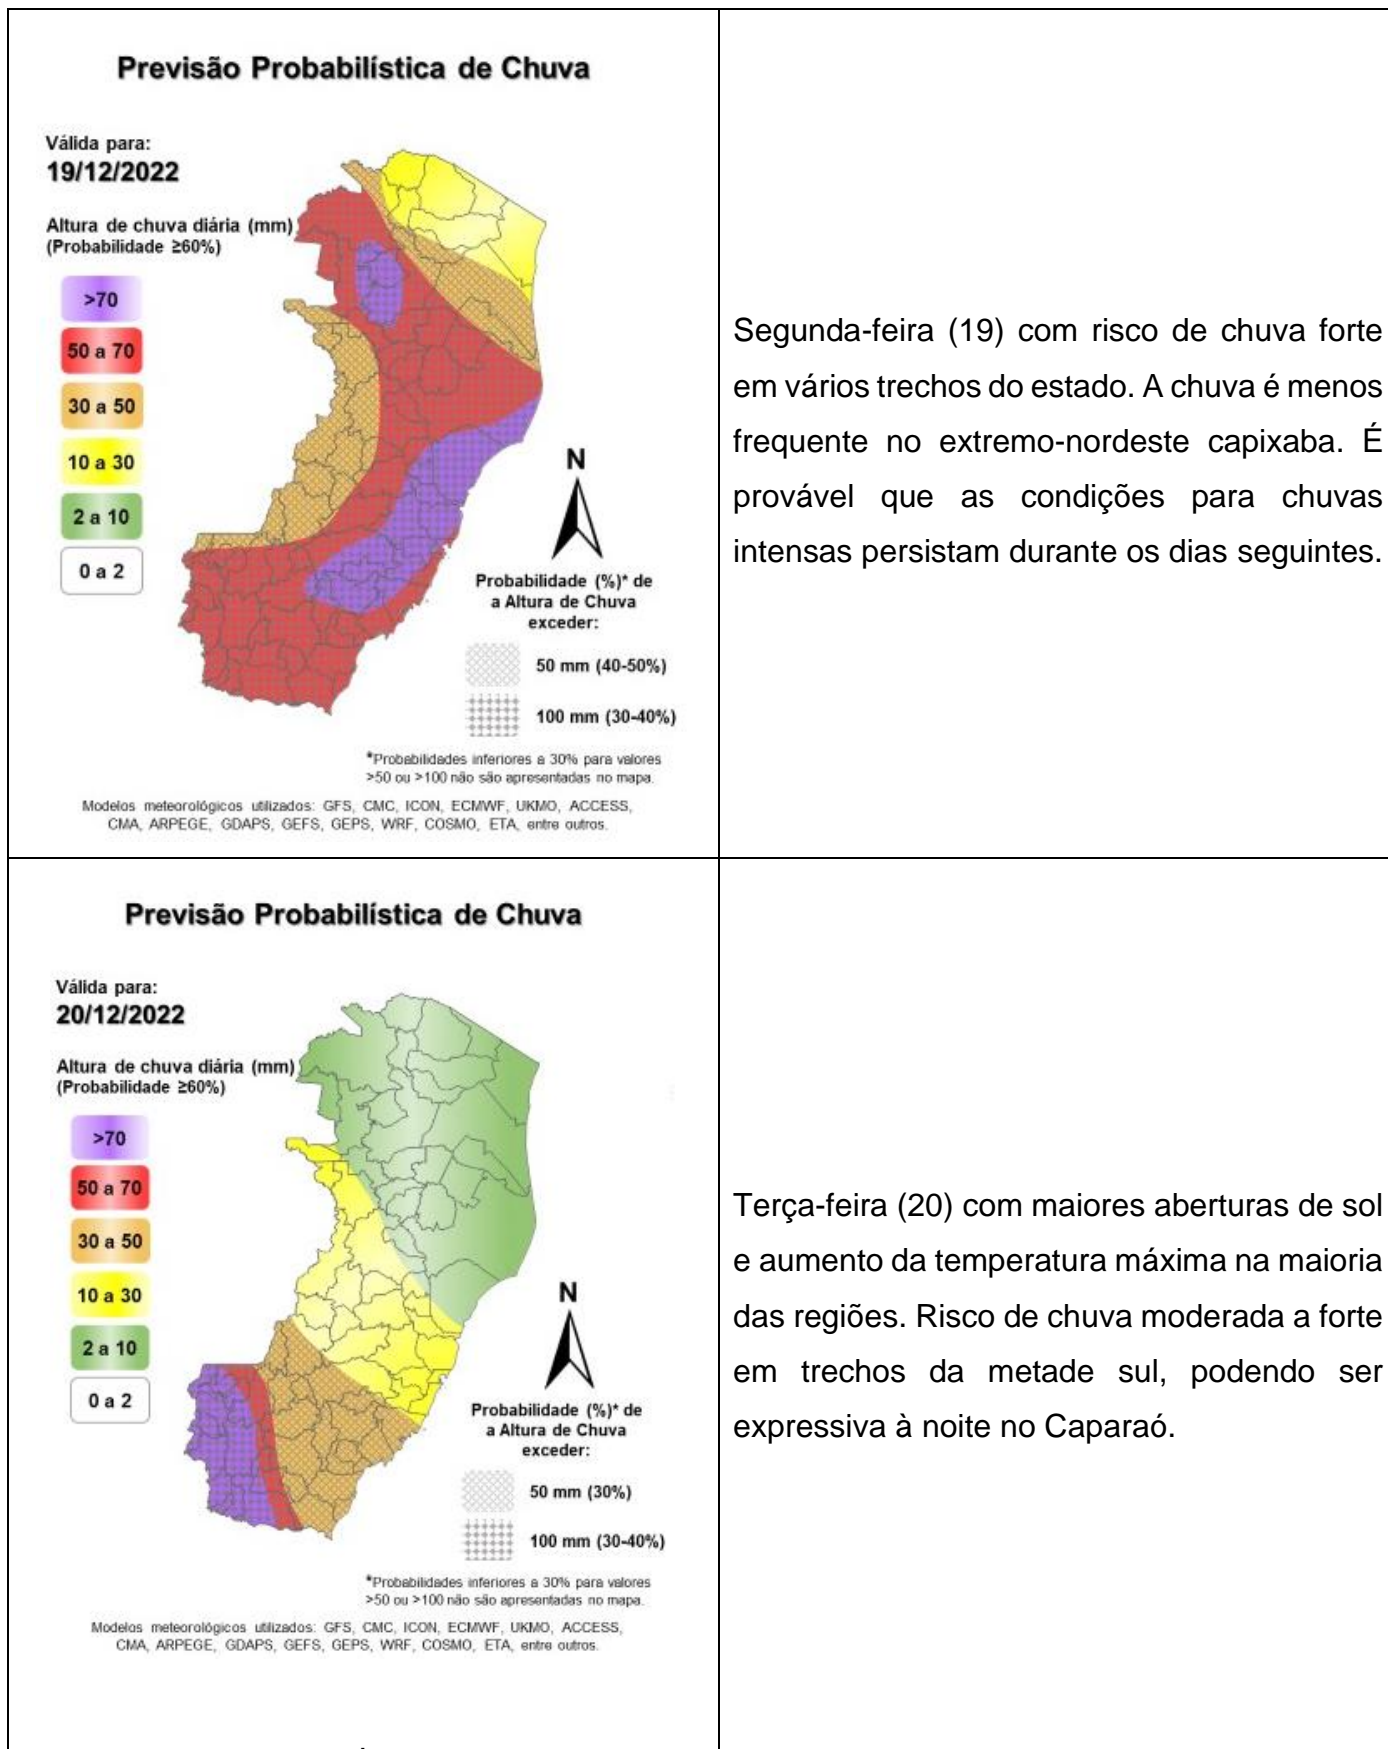 Previsão Probabilística de Chuva
Válida para:
19/12/2022
Altura de chuva diária (mm)
(Probabilidade ≥60%)
>70
50 a 70
30 a 50
10 a 30
2 a 10
0 a 2
N
Probabilidade (%)* de
a Altura de Chuva
exceder:
50 mm (40-50%)
100 mm (30-40%)
*Probabilidades inferiores a 30% para valores
>50 ou >100 não são apresentadas no mapa.
Modelos meteorológicos utilizados: GFS, CMC, ICON, ECMWF, UKMO, ACCESS,
CMA, ARPEGE, GDAPS, GEFS, GEPS, WRF, COSMO, ETA, entre outros.
Segunda-feira (19) com risco de chuva forte
em vários trechos do estado. A chuva é menos
frequente no extremo-nordeste capixaba. É
provável que as condições para chuvas
intensas persistam durante os dias seguintes.
Previsão Probabilística de Chuva
Válida para:
20/12/2022
Altura de chuva diária (mm)
(Probabilidade ≥60%)
>70
50 a 70
30 a 50
10 a 30
2 a 10
0 a 2
N
Probabilidade (%)* de
a Altura de Chuva
exceder:
50 mm (30%)
100 mm (30-40%)
*Probabilidades inferiores a 30% para valores
>50 ou >100 não são apresentadas no mapa.
Modelos meteorológicos utilizados: GFS, CMC, ICON, ECMWF, UKMO, ACCESS,
CMA, ARPEGE, GDAPS, GEFS, GEPS, WRF, COSMO, ETA, entre outros.
Terça-feira (20) com maiores aberturas de sol
e aumento da temperatura máxima na maioria
das regiões. Risco de chuva moderada a forte
em trechos da metade sul, podendo ser
expressiva à noite no Caparaó.